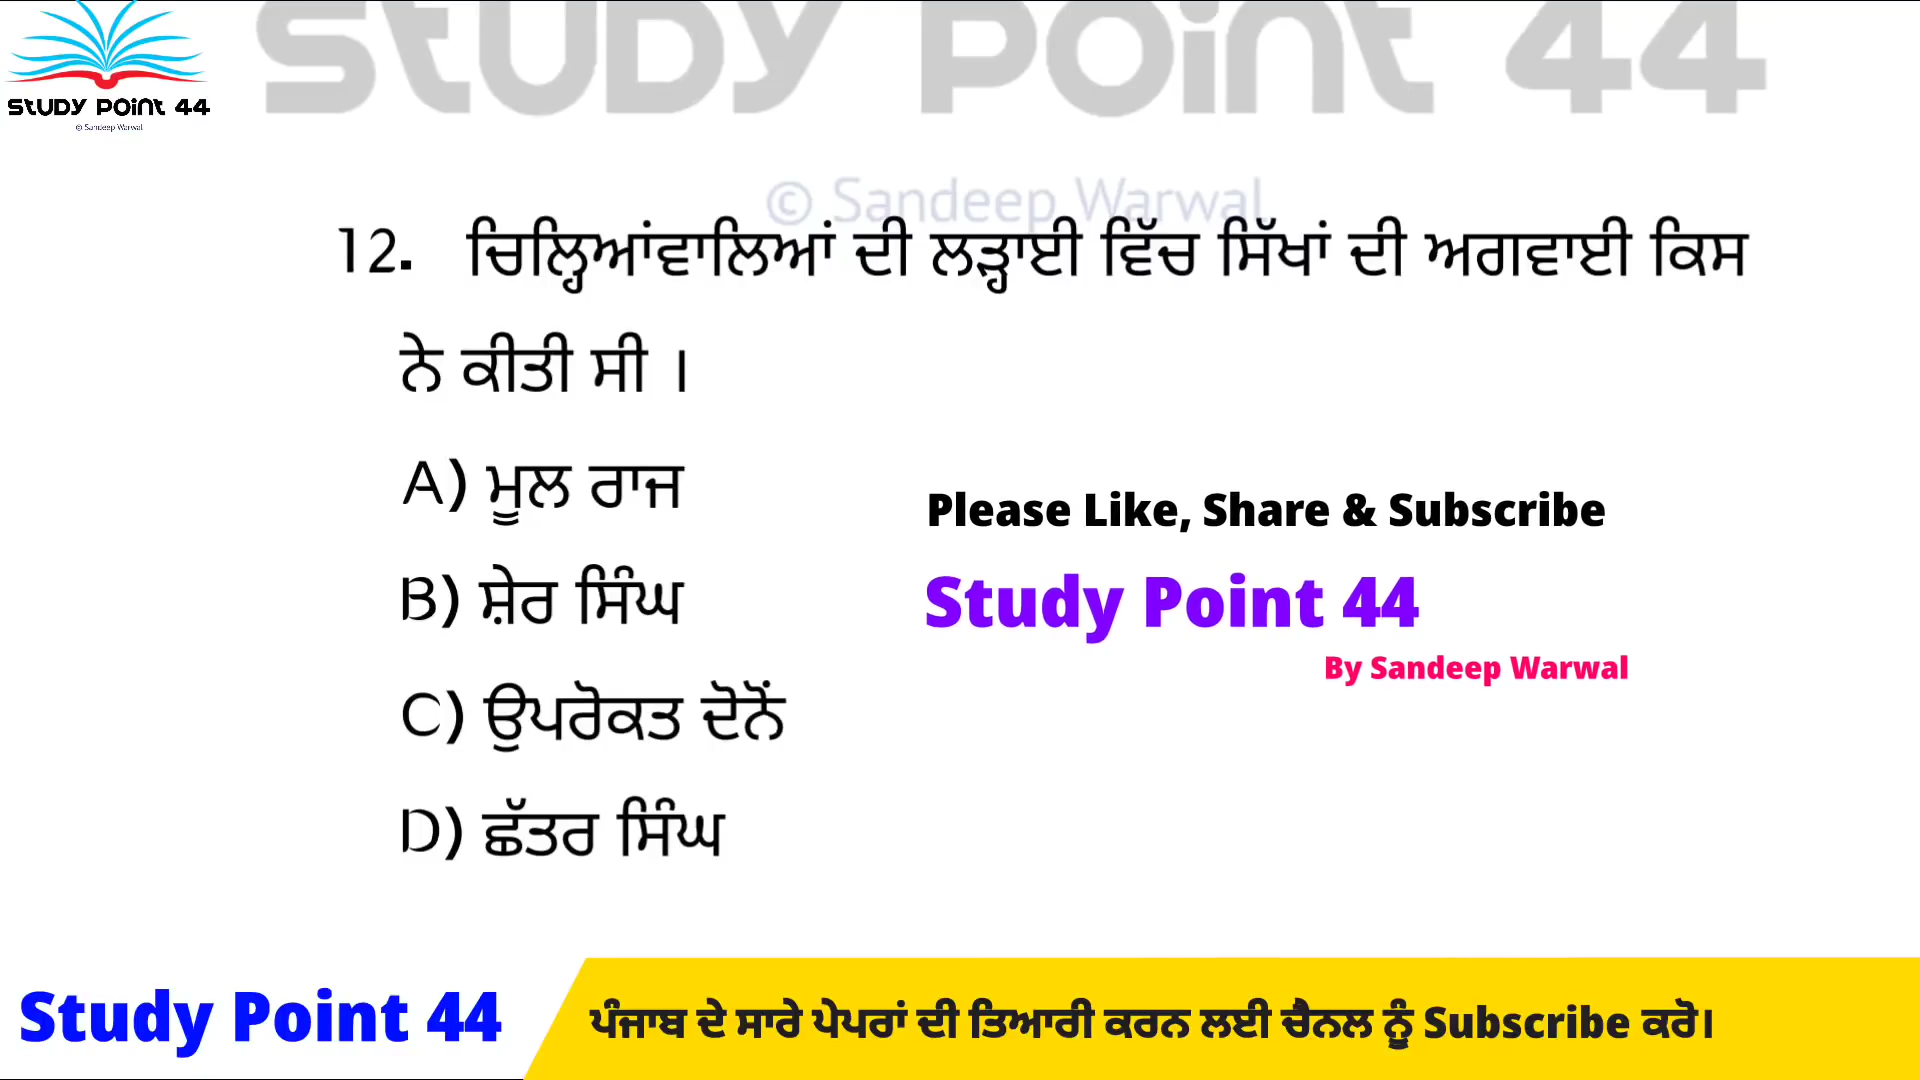 STUDY POINT 44
© Sandeep Warwal
STUDY POINT 44
© Sandeep Warwal
12. ਚਿਲ੍ਹਿਆਂਵਾਲਿਆਂ ਦੀ ਲੜ੍ਹਾਈ ਵਿੱਚ ਸਿੱਖਾਂ ਦੀ ਅਗਵਾਈ ਕਿਸ
ਨੇ ਕੀਤੀ ਸੀ ।
A) ਮੂਲ ਰਾਜ
B) ਸ਼ੇਰ ਸਿੰਘ
C) ਉਪਰੋਕਤ ਦੋਨੋਂ
D) ਛੱਤਰ ਸਿੰਘ
Please Like, Share & Subscribe
Study Point 44
By Sandeep Warwal
Study Point 44
ਪੰਜਾਬ ਦੇ ਸਾਰੇ ਪੇਪਰਾਂ ਦੀ ਤਿਆਰੀ ਕਰਨ ਲਈ ਚੈਨਲ ਨੂੰ Subscribe ਕਰੋ।